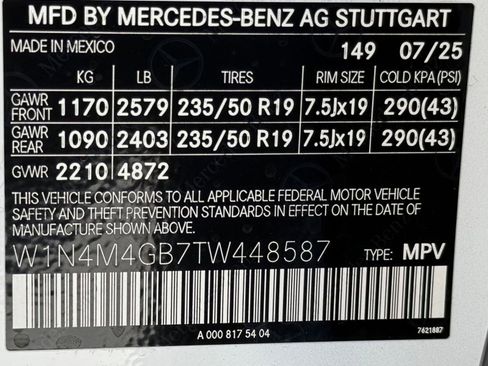 MFD BY MERCEDES-BENZ AG STUTTGART
MADE IN MEXICO 149 07/25
KG LB TIRES RIM SIZE COLD KPA(PSI)
GAWR FRONT 1170 2579 235/50 R19 7.5Jx19 290(43)
GAWR REAR 1090 2403 235/50 R19 7.5Jx19 290(43)
GVWR 2210 4872
THIS VEHICLE CONFORMS TO ALL APPLICABLE FEDERAL MOTOR VEHICLE
SAFETY AND THEFT PREVENTION STANDARDS IN EFFECT ON THE DATE OF
MANUFACTURE SHOWN ABOVE.
W1N4M4GB7TW448587 TYPE: MPV
A 000 817 54 04 7621887